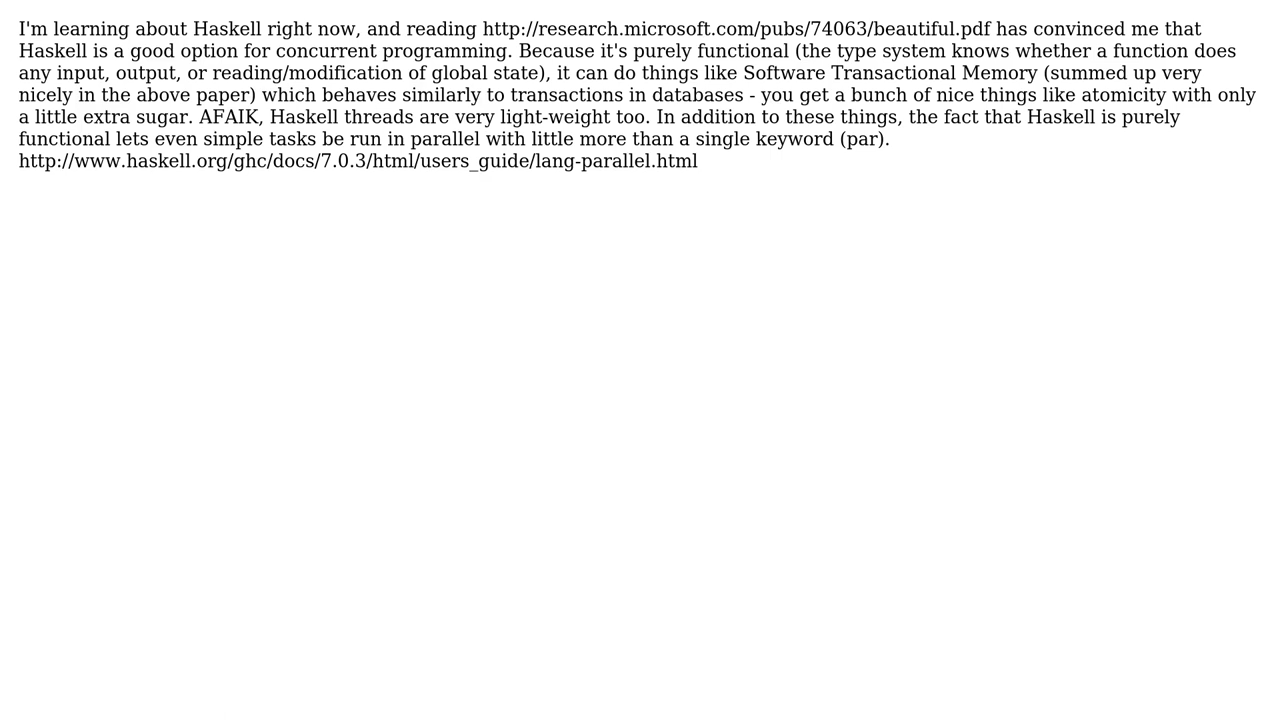 I'm learning about Haskell right now, and reading http://research.microsoft.com/pubs/74063/beautiful.pdf has convinced me that
Haskell is a good option for concurrent programming. Because it's purely functional (the type system knows whether a function does
any input, output, or reading/modification of global state), it can do things like Software Transactional Memory (summed up very
nicely in the above paper) which behaves similarly to transactions in databases - you get a bunch of nice things like atomicity with only
a little extra sugar. AFAIK, Haskell threads are very light-weight too. In addition to these things, the fact that Haskell is purely
functional lets even simple tasks be run in parallel with little more than a single keyword (par).
http://www.haskell.org/ghc/docs/7.0.3/html/users_guide/lang-parallel.html